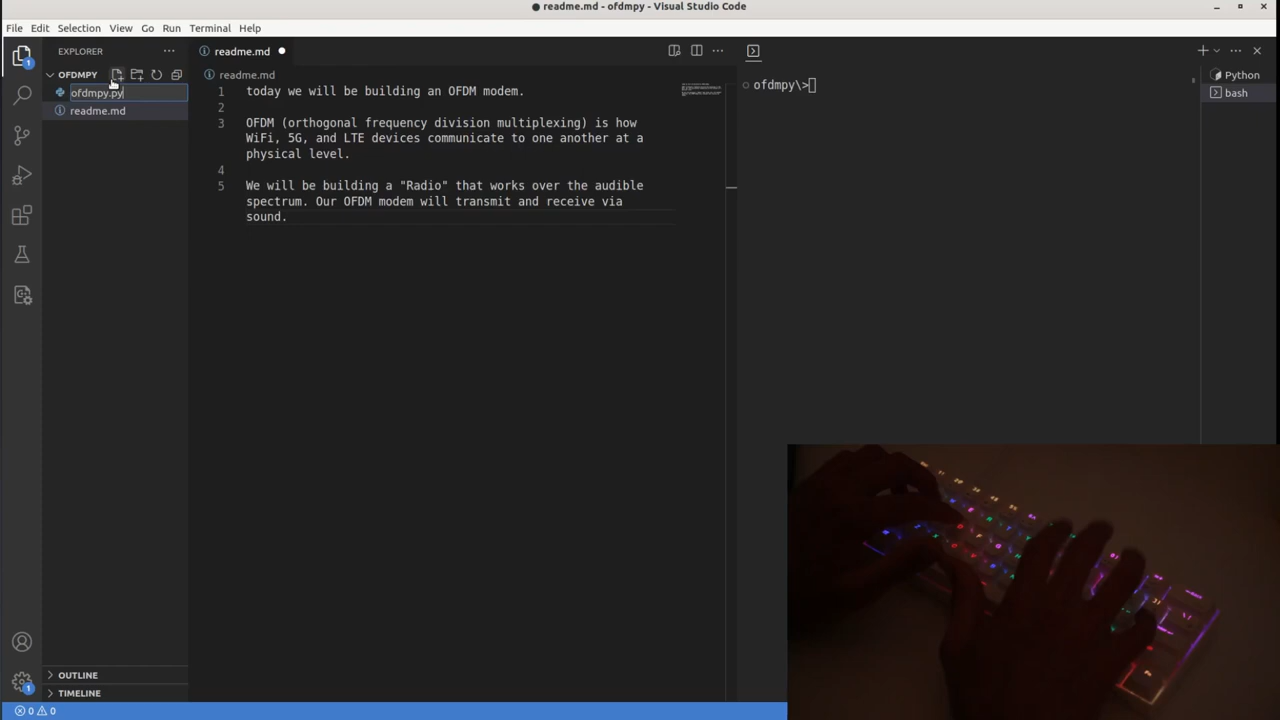 readme.md - ofdmpy - Visual Studio Code
File Edit Selection View Go Run Terminal Help
EXPLORER
readme.md
OFDMPY
readme.md
ofdmpy.py
readme.md
1 today we will be building an OFDM modem.
2
3 OFDM (orthogonal frequency division multiplexing) is how
WiFi, 5G, and LTE devices communicate to one another at a
physical level.
4
5 We will be building a "Radio" that works over the audible
spectrum. Our OFDM modem will transmit and receive via
sound.
ofdmpy\>
Python
bash
1
OUTLINE
TIMELINE
1
0 0